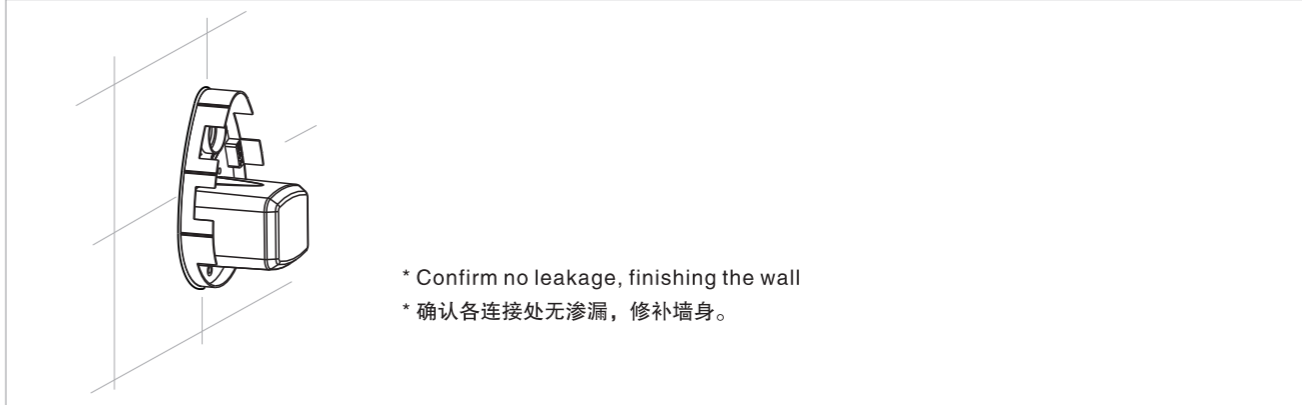 * Confirm no leakage, finishing the wall
* 确认各连接处无渗漏，修补墙身。